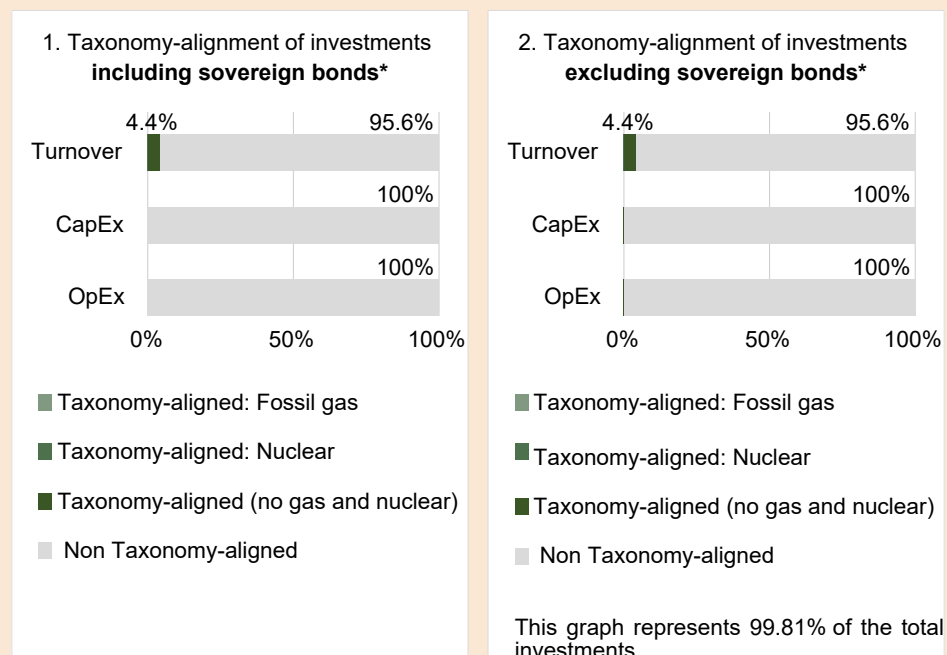 1. Taxonomy-alignment of investments
including sovereign bonds*
4.4% 95.6%
Turnover
100%
CapEx
100%
OpEx
0% 50% 100%
Taxonomy-aligned: Fossil gas
Taxonomy-aligned: Nuclear
Taxonomy-aligned (no gas and nuclear)
Non Taxonomy-aligned
2. Taxonomy-alignment of investments
excluding sovereign bonds*
4.4% 95.6%
Turnover
100%
CapEx
100%
OpEx
0% 50% 100%
Taxonomy-aligned: Fossil gas
Taxonomy-aligned: Nuclear
Taxonomy-aligned (no gas and nuclear)
Non Taxonomy-aligned
This graph represents 99.81% of the total
investments